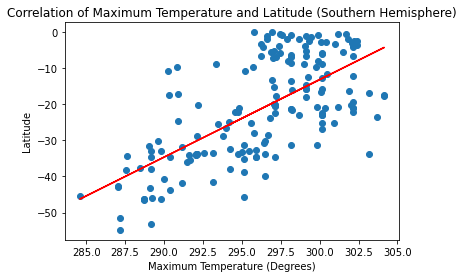 Correlation of Maximum Temperature and Latitude (Southern Hemisphere)
0
−10
−20
−30
−40
−50
Latitude
285.0 287.5 290.0 292.5 295.0 297.5 300.0 302.5 305.0
Maximum Temperature (Degrees)